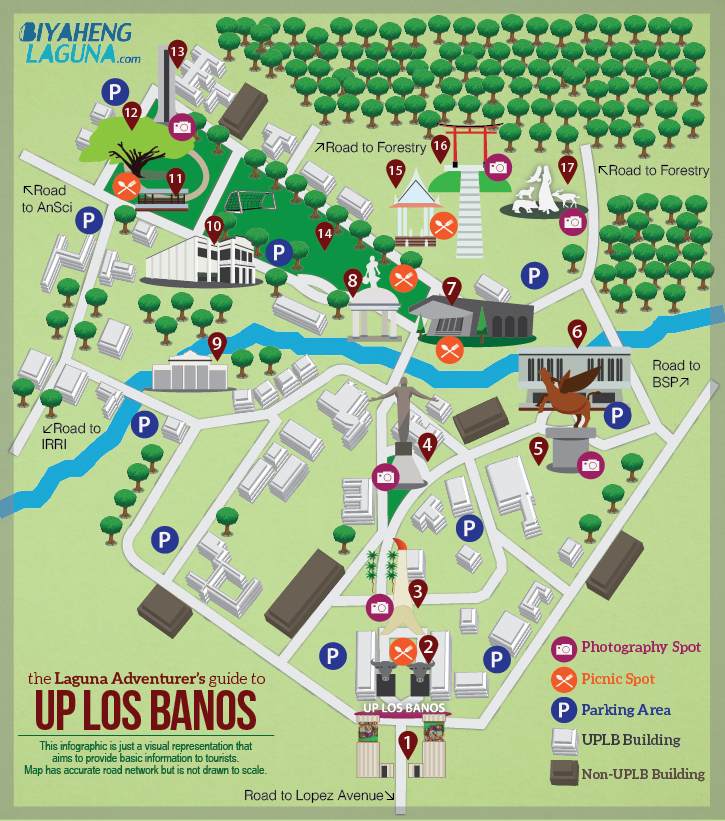 BIYAHENG
LAGUNA.com
13
P
12
16
Road to Forestry
17
15
Road to Forestry
11
Road
to AnSci
P
10
14
P
8
7
P
6
9
Road to
BSP
Road to
IRRI
P
P
4
5
P
P
3
P
2
P
UP LOS BANOS
1
Road to Lopez Avenue
the Laguna Adventurer's guide to
UP LOS BANOS
This infographic is just a visual representation that
aims to provide basic information to tourists.
Map has accurate road network but is not drawn to scale.
Photography Spot
Picnic Spot
P Parking Area
UPLB Building
Non-UPLB Building